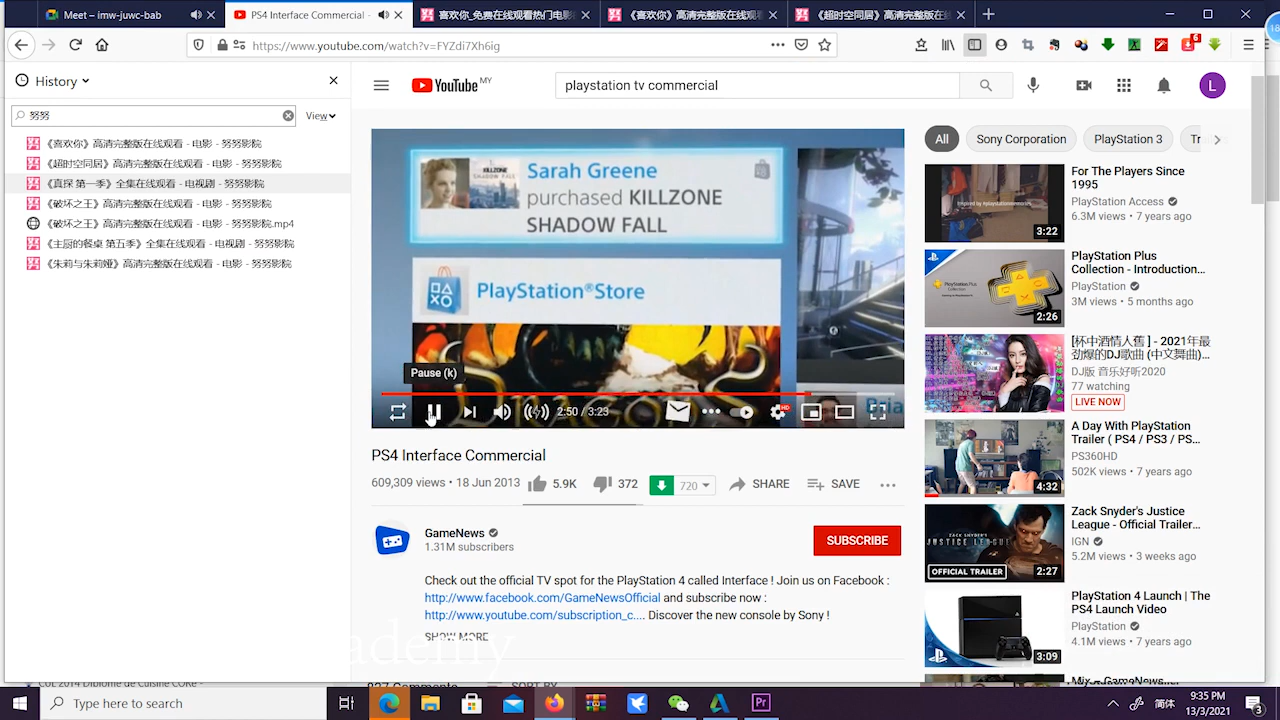 Meet – lmw-juwc-bab
PS4 Interface Commercial -
喜欢你_免费在线观看热门电影
《喜欢你》高清完整版在线观看
《超时空同居》高清完整版在线
https://www.youtube.com/watch?v=FYZdi7Xh6ig
6
18
History
努努
View
《喜欢你》高清完整版在线观看 - 电影 - 努努影院
《超时空同居》高清完整版在线观看 - 电影 - 努努影院
《真探 第一季》全集在线观看 - 电视剧 - 努努影院
《破坏之王》高清完整版在线观看 - 电影 - 努努影院
《破坏之王》高清完整版在线观看 - 电影 - 努努影院.mp4
《主厨的餐桌 第五季》全集在线观看 - 电视剧 - 努努影院
《朱莉与朱莉娅》高清完整版在线观看 - 电影 - 努努影院
YouTube MY
playstation tv commercial
L
Sarah Greene
purchased KILLZONE
SHADOW FALL
KILLZONE
PlayStation®Store
Pause (k)
2:50 / 3:23
HD
PS4 Interface Commercial
609,309 views • 18 Jun 2013
5.9K
372
720
SHARE
SAVE
GameNews
1.31M subscribers
SUBSCRIBE
Check out the official TV spot for the PlayStation 4 called Interface ! Join us on Facebook :
http://www.facebook.com/GameNewsOfficial and subscribe now :
http://www.youtube.com/subscription_c.... Discover the new console by Sony !
SHOW MORE
ademy
SORT BY
All
Sony Corporation
PlayStation 3
For The Players Since
1995
PlayStation Access
6.3M views • 7 years ago
3:22
PlayStation Plus
Collection - Introduction...
PlayStation
3M views • 5 months ago
2:26
[杯中酒情人舊] - 2021年最
劲爆的DJ歌曲 (中文舞曲)...
DJ版 音乐好听2020
77 watching
LIVE NOW
A Day With PlayStation
Trailer ( PS4 / PS3 / PS...
PS360HD
502K views • 7 years ago
4:32
Zack Snyder's Justice
League - Official Trailer...
IGN
5.2M views • 3 weeks ago
ZACK SNYDER'S
JUSTICE LEAGUE
OFFICIAL TRAILER
2:27
PlayStation 4 Launch | The
PS4 Launch Video
PlayStation
4.1M views • 7 years ago
3:09
Type here to search
简体
9:35 PM
13/3/2021
3